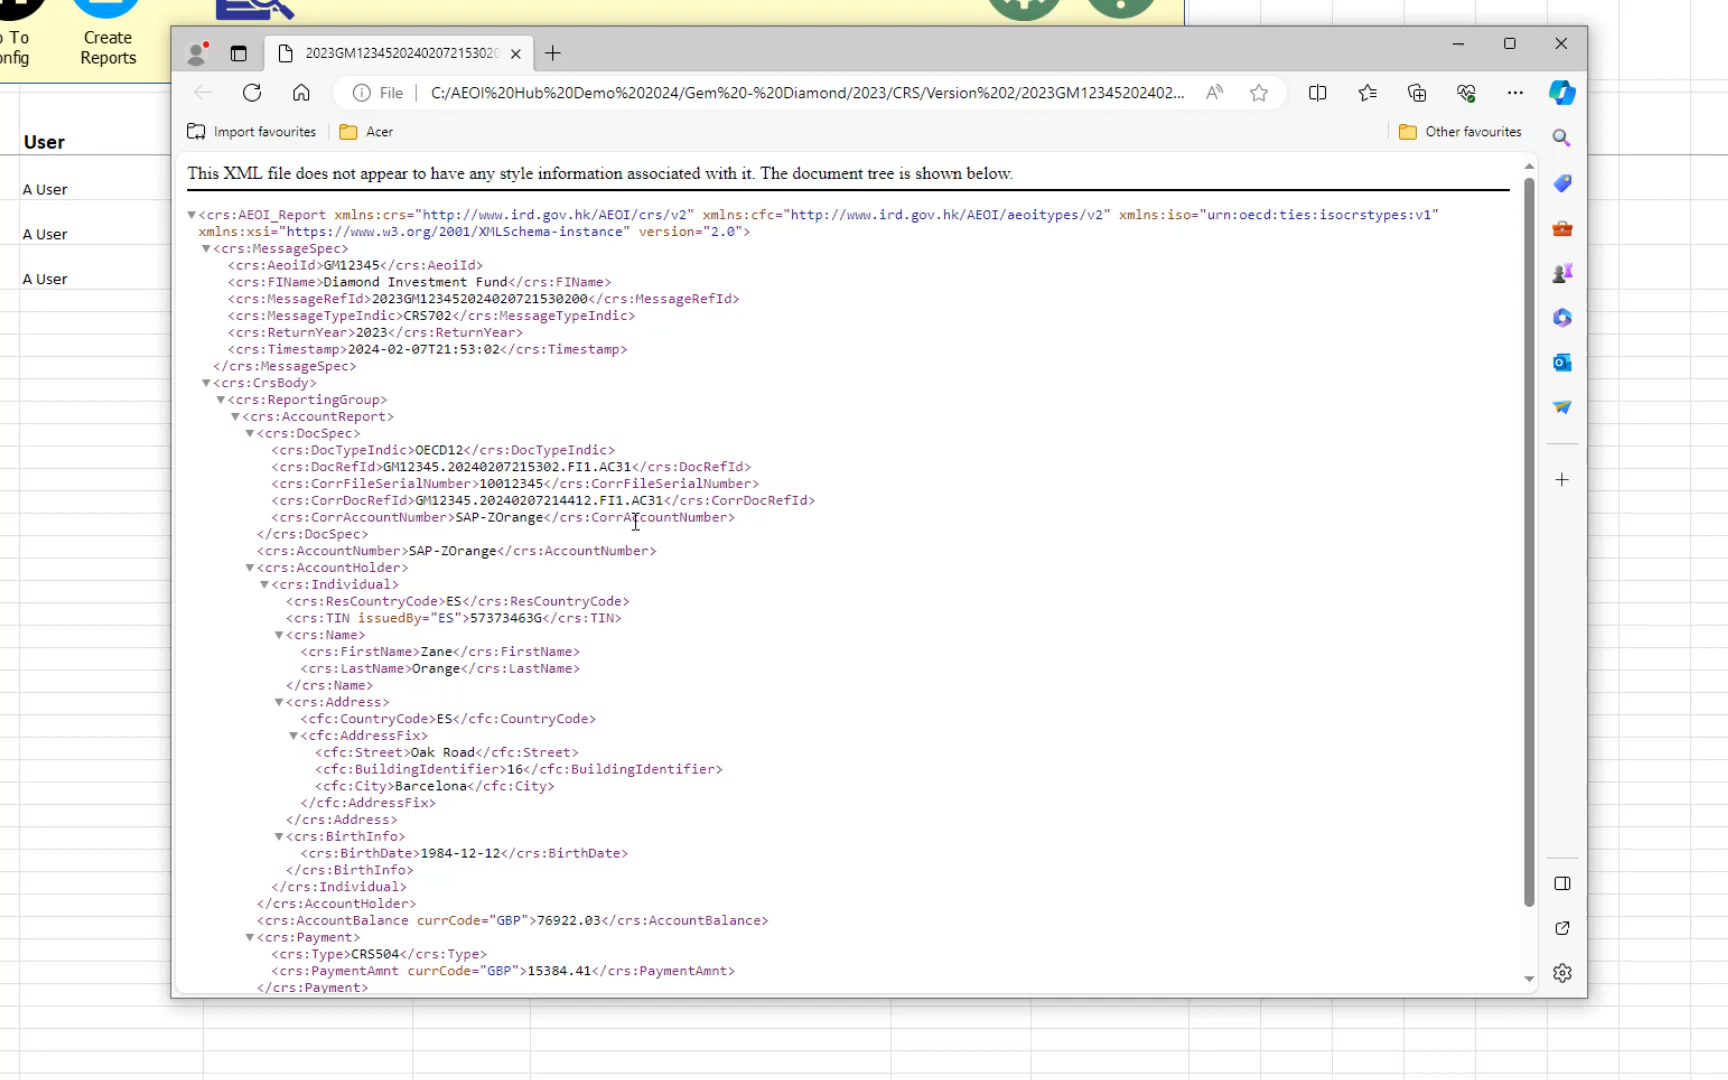 o To
nfig
Create
Reports
User
A User
A User
A User
2023GM1234520240207215302
File
C:/AEOI%20Hub%20Demo%202024/Gem%20-%20Diamond/2023/CRS/Version%202/2023GM12345202402...
Import favourites
Acer
Other favourites
This XML file does not appear to have any style information associated with it. The document tree is shown below.
<crs:AEOI_Report xmlns:crs="http://www.ird.gov.hk/AEOI/crs/v2" xmlns:cfc="http://www.ird.gov.hk/AEOI/aeoitypes/v2" xmlns:iso="urn:oecd:ties:isocrstypes:v1"
xmlns:xsi="https://www.w3.org/2001/XMLSchema-instance" version="2.0">
<crs:MessageSpec>
<crs:AeoiId>GM12345</crs:AeoiId>
<crs:FIName>Diamond Investment Fund</crs:FIName>
<crs:MessageRefId>2023GM123452024020721530200</crs:MessageRefId>
<crs:MessageTypeIndic>CRS702</crs:MessageTypeIndic>
<crs:ReturnYear>2023</crs:ReturnYear>
<crs:Timestamp>2024-02-07T21:53:02</crs:Timestamp>
</crs:MessageSpec>
<crs:CrsBody>
<crs:ReportingGroup>
<crs:AccountReport>
<crs:DocSpec>
<crs:DocTypeIndic>OECD12</crs:DocTypeIndic>
<crs:DocRefId>GM12345.20240207215302.FI1.AC31</crs:DocRefId>
<crs:CorrFileSerialNumber>10012345</crs:CorrFileSerialNumber>
<crs:CorrDocRefId>GM12345.20240207214412.FI1.AC31</crs:CorrDocRefId>
<crs:CorrAccountNumber>SAP-ZOrange</crs:CorrAccountNumber>
</crs:DocSpec>
<crs:AccountNumber>SAP-ZOrange</crs:AccountNumber>
<crs:AccountHolder>
<crs:Individual>
<crs:ResCountryCode>ES</crs:ResCountryCode>
<crs:TIN issuedBy="ES">57373463G</crs:TIN>
<crs:Name>
<crs:FirstName>Zane</crs:FirstName>
<crs:LastName>Orange</crs:LastName>
</crs:Name>
<crs:Address>
<cfc:CountryCode>ES</cfc:CountryCode>
<cfc:AddressFix>
<cfc:Street>Oak Road</cfc:Street>
<cfc:BuildingIdentifier>16</cfc:BuildingIdentifier>
<cfc:City>Barcelona</cfc:City>
</cfc:AddressFix>
</crs:Address>
<crs:BirthInfo>
<crs:BirthDate>1984-12-12</crs:BirthDate>
</crs:BirthInfo>
</crs:Individual>
</crs:AccountHolder>
<crs:AccountBalance currCode="GBP">76922.03</crs:AccountBalance>
<crs:Payment>
<crs:Type>CRS504</crs:Type>
<crs:PaymentAmnt currCode="GBP">15384.41</crs:PaymentAmnt>
</crs:Payment>